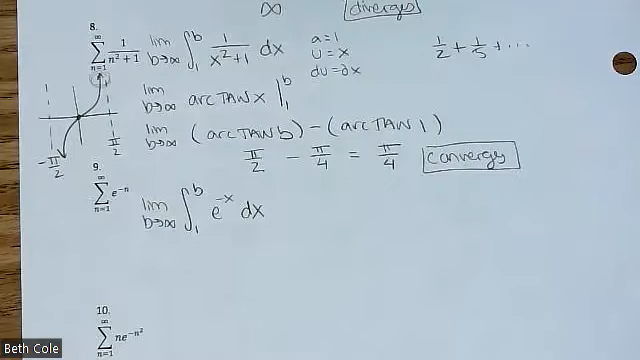 ∞ diverges
8.
∞ ∑ n=1 1/(n²+1) lim b→∞ ∫₁ᵇ 1/(x²+1) dx a=1 u=x du=dx 1/2 + 1/5 + ...
lim b→∞ arcTAN x |₁ᵇ
lim b→∞ (arcTAN b) - (arcTAN 1)
-π/2 π/2 π/2 - π/4 = π/4 converges
9.
∞ ∑ n=1 e⁻ⁿ lim b→∞ ∫₁ᵇ e⁻ˣ dx
10.
∞ ∑ n=1 ne^(-n²)
Beth Cole